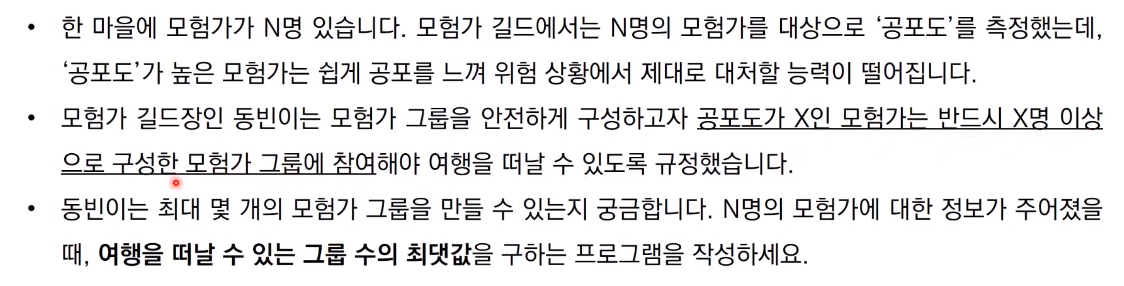 • 한 마을에 모험가가 N명 있습니다. 모험가 길드에서는 N명의 모험가를 대상으로 ‘공포도’를 측정했는데,
‘공포도’가 높은 모험가는 쉽게 공포를 느껴 위험 상황에서 제대로 대처할 능력이 떨어집니다.
• 모험가 길드장인 동빈이는 모험가 그룹을 안전하게 구성하고자 공포도가 X인 모험가는 반드시 X명 이상
으로 구성한 모험가 그룹에 참여해야 여행을 떠날 수 있도록 규정했습니다.
• 동빈이는 최대 몇 개의 모험가 그룹을 만들 수 있는지 궁금합니다. N명의 모험가에 대한 정보가 주어졌을
때, 여행을 떠날 수 있는 그룹 수의 최댓값을 구하는 프로그램을 작성하세요.